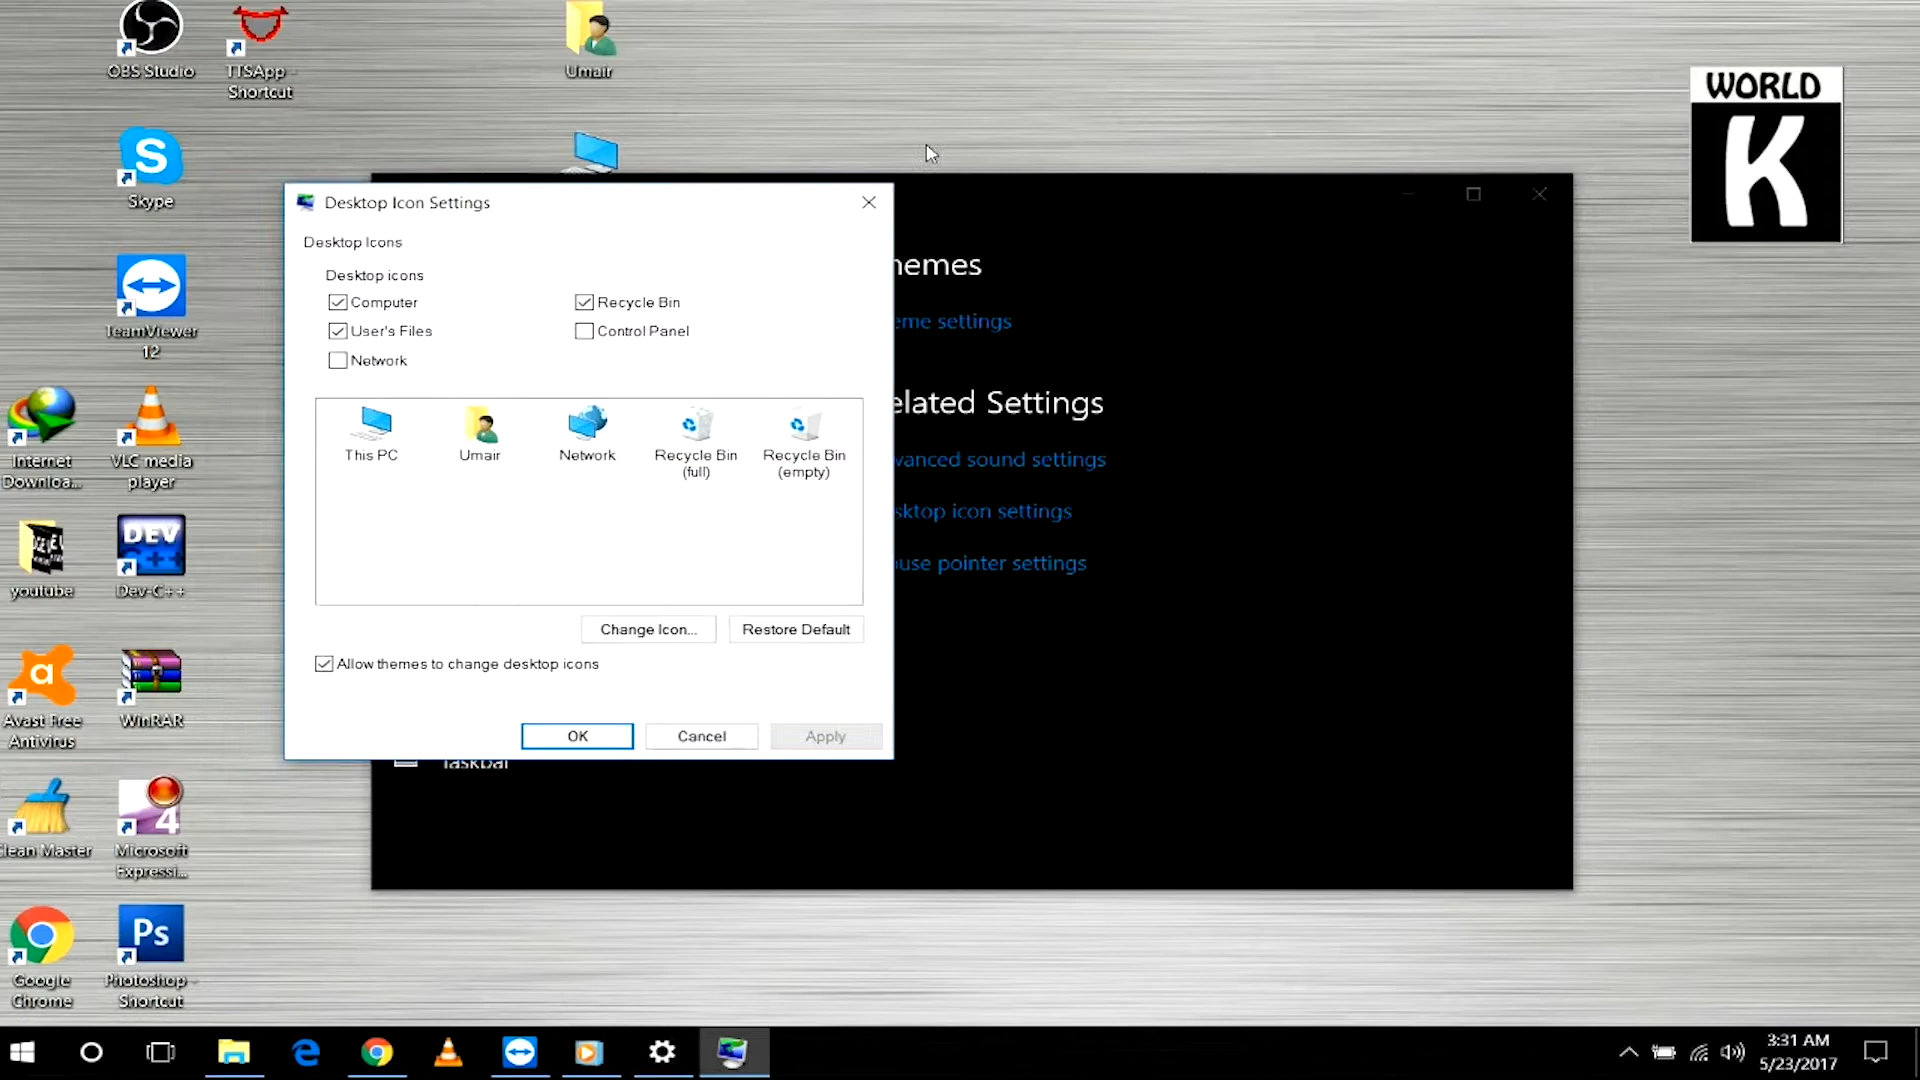 OBS Studio
TTSApp -
Shortcut
Umair
WORLD
K
Skype
TeamViewer
12
Internet
Downloa...
VLC media
player
youtube
DEV
C++
Dev-C++
Avast Free
Antivirus
WinRAR
Clean Master
4
Microsoft
Expressi...
Google
Chrome
Ps
Photoshop -
Shortcut
Desktop Icon Settings
Desktop Icons
Desktop icons
Computer
Recycle Bin
User's Files
Control Panel
Network
This PC
Umair
Network
Recycle Bin
(full)
Recycle Bin
(empty)
Change Icon...
Restore Default
Allow themes to change desktop icons
OK
Cancel
Apply
hemes
eme settings
elated Settings
vanced sound settings
sktop icon settings
ouse pointer settings
Taskbar
3:31 AM
5/23/2017